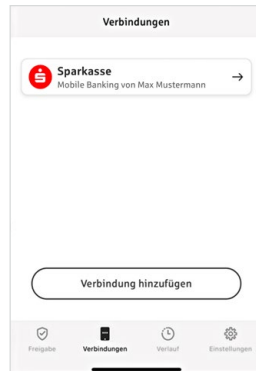 Verbindungen
Sparkasse
Mobile Banking von Max Mustermann
Verbindung hinzufügen
Freigabe Verbindungen Verlauf Einstellungen